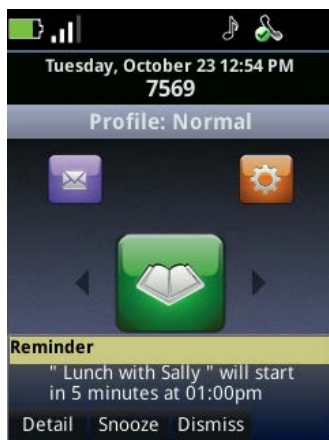 Tuesday, October 23 12:54 PM
7569
Profile: Normal
Reminder
" Lunch with Sally " will start
in 5 minutes at 01:00pm
Detail Snooze Dismiss